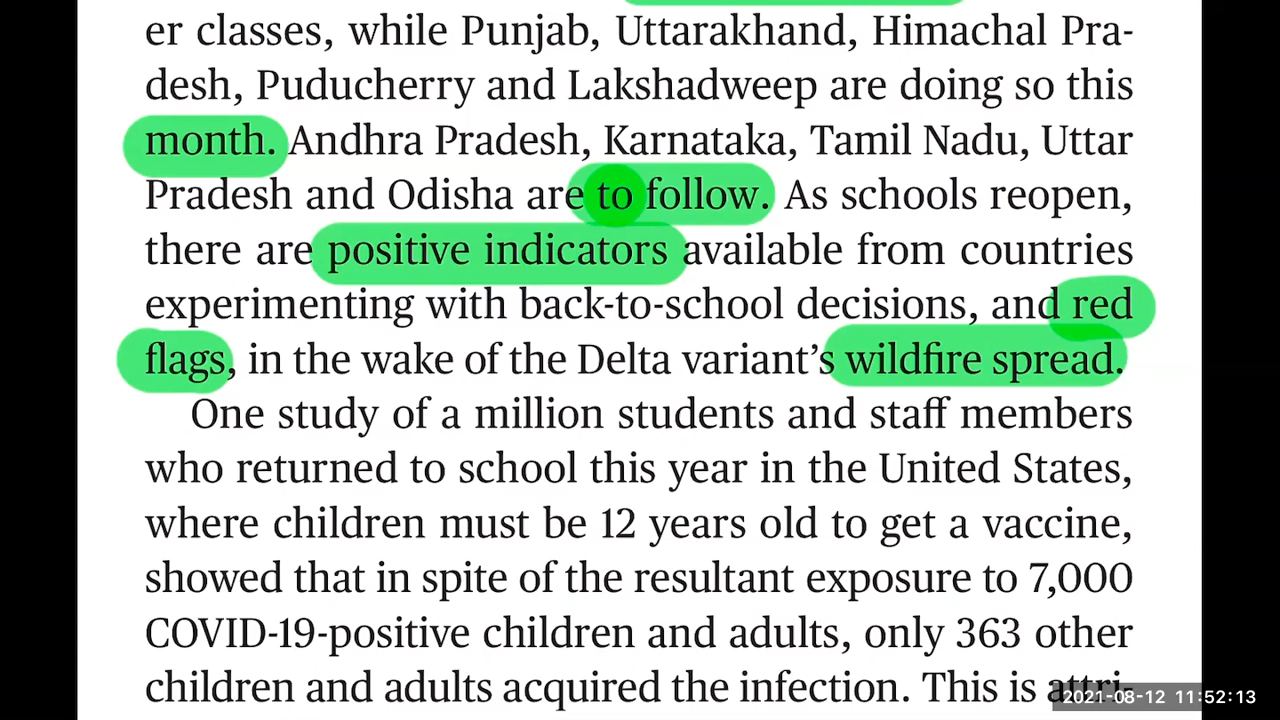 er classes, while Punjab, Uttarakhand, Himachal Pra-
desh, Puducherry and Lakshadweep are doing so this
month. Andhra Pradesh, Karnataka, Tamil Nadu, Uttar
Pradesh and Odisha are to follow. As schools reopen,
there are positive indicators available from countries
experimenting with back-to-school decisions, and red
flags, in the wake of the Delta variant’s wildfire spread.
One study of a million students and staff members
who returned to school this year in the United States,
where children must be 12 years old to get a vaccine,
showed that in spite of the resultant exposure to 7,000
COVID-19-positive children and adults, only 363 other
children and adults acquired the infection. This is attri-
2021-08-12 11:52:13